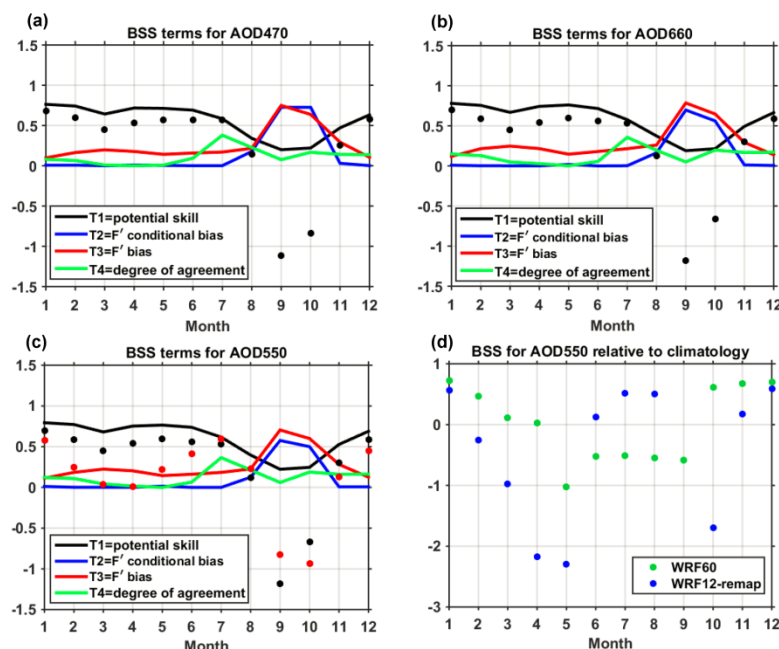 (a)
BSS terms for AOD470
1.5
1
0.5
0
-0.5
-1
-1.5
T1=potential skill
T2=F′ conditional bias
T3=F′ bias
T4=degree of agreement
1 2 3 4 5 6 7 8 9 10 11 12
Month
(b)
BSS terms for AOD660
1.5
1
0.5
0
-0.5
-1
-1.5
T1=potential skill
T2=F′ conditional bias
T3=F′ bias
T4=degree of agreement
1 2 3 4 5 6 7 8 9 10 11 12
Month
(c)
BSS terms for AOD550
1.5
1
0.5
0
-0.5
-1
-1.5
T1=potential skill
T2=F′ conditional bias
T3=F′ bias
T4=degree of agreement
1 2 3 4 5 6 7 8 9 10 11 12
Month
(d)
BSS for AOD550 relative to climatology
1
0
-1
-2
-3
WRF60
WRF12-remap
1 2 3 4 5 6 7 8 9 10 11 12
Month